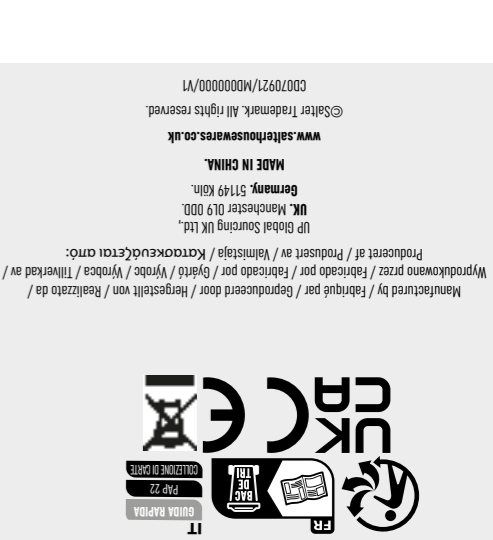 FR
BAC
DE
TRI
IT
GUIDA RAPIDA
PAP 22
COLLEZIONE DI CARTE
UK
CA
CE
Manufactured by / Fabriqué par / Geproduceerd door / Hergestellt von / Realizzato da /
Wyprodukowano przez / Fabricado por / Fabricado por / Gyártó / Výrobc / Výrobca / Tillverkad av /
Produceret af / Produsert av / Valmistaja / Κατασκευάζεται από:
UP Global Sourcing UK Ltd.,
UK. Manchester OL9 0DD.
Germany. 51149 Köln.
MADE IN CHINA.
www.salterhousewares.co.uk
©Salter Trademark. All rights reserved.
CD070921/MD000000/V1